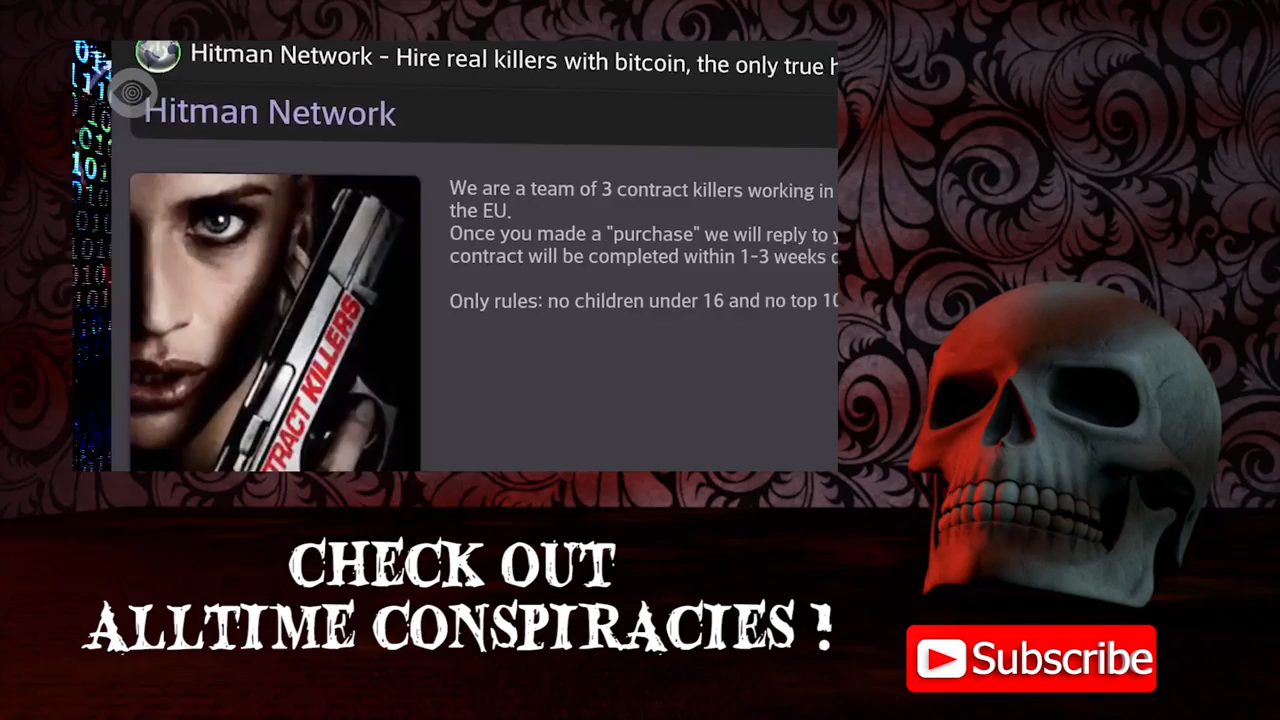 Hitman Network - Hire real killers with bitcoin, the only true
Hitman Network
We are a team of 3 contract killers working in
the EU.
Once you made a "purchase" we will reply to
contract will be completed within 1-3 weeks
Only rules: no children under 16 and no top 10
TRACT KILLERS
CHECK OUT
ALLTIME CONSPIRACIES !
Subscribe